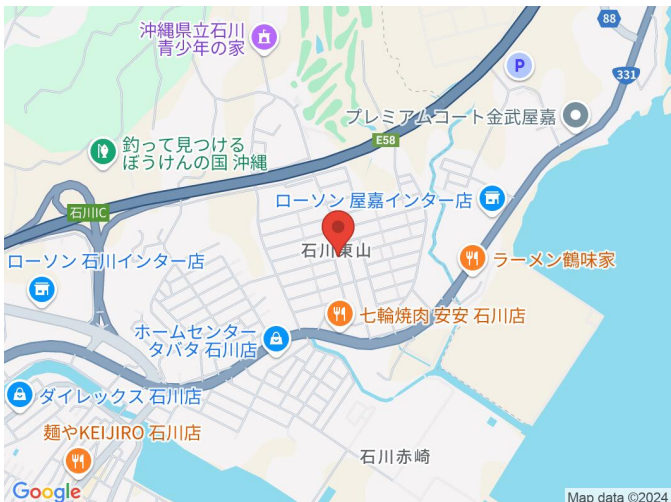 沖縄県立石川
青少年の家
88
331
P
プレミアムコート金武屋嘉
釣って見つける
ぼうけんの国 沖縄
E58
ローソン 屋嘉インター店
石川IC
石川東山
ローソン 石川インター店
ラーメン鶴味家
七輪焼肉 安安 石川店
ホームセンター
タバタ 石川店
ダイレックス 石川店
麺やKEIJIRO 石川店
石川赤崎
Google
Map data ©2024